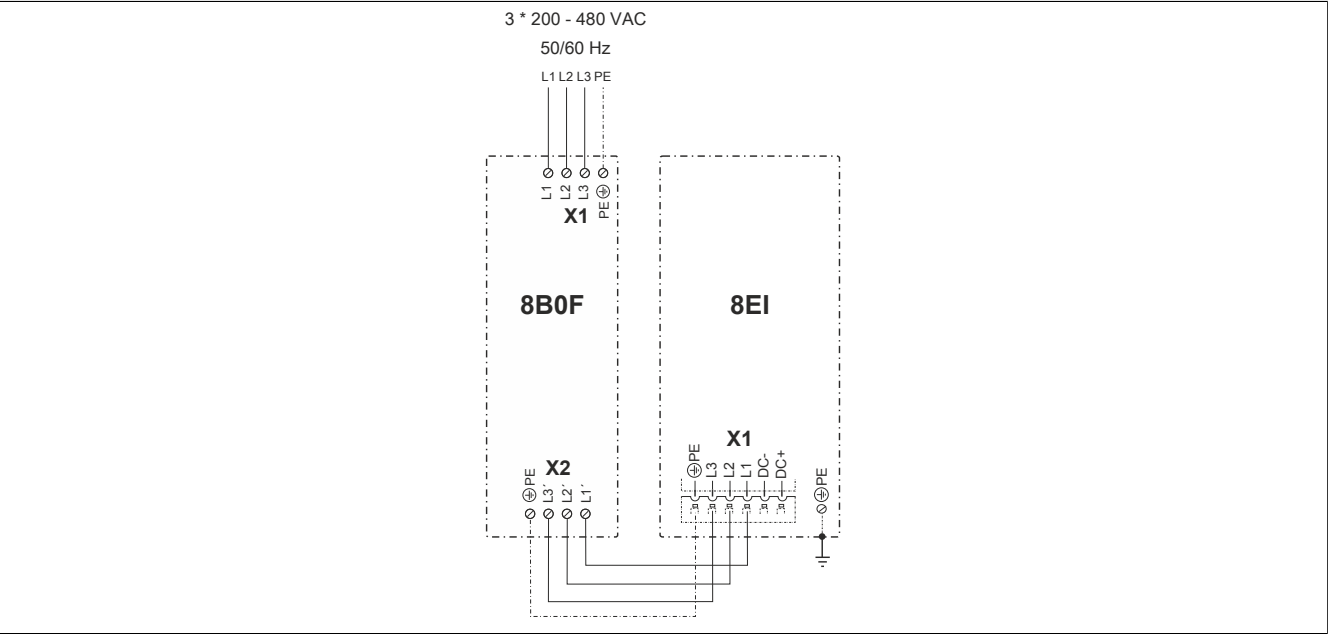 3 * 200 - 480 VAC
50/60 Hz
L1 L2 L3 PE
L1
L2
L3
PE
X1
8B0F
8EI
X1
PE
L3
L2
L1
DC-
DC+
PE
X2
PE
L3´
L2´
L1´